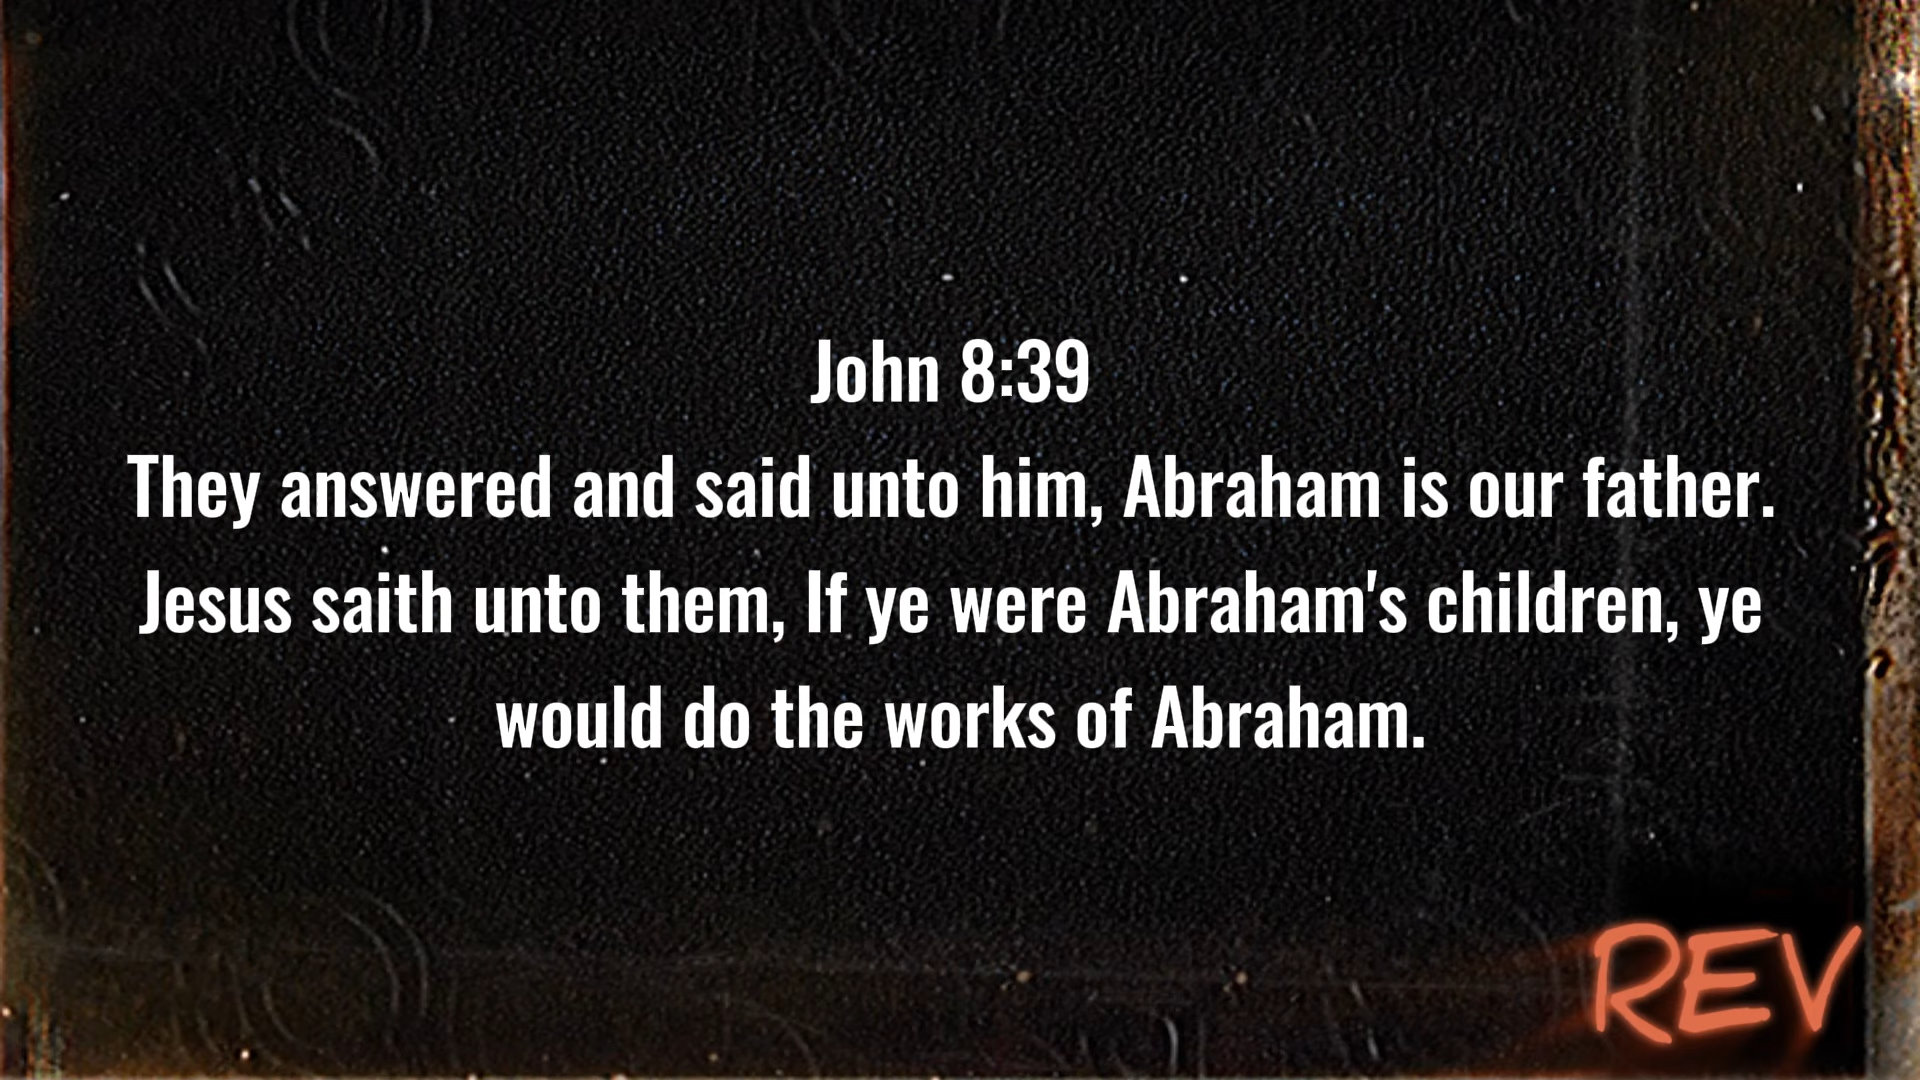 John 8:39
They answered and said unto him, Abraham is our father.
Jesus saith unto them, If ye were Abraham's children, ye
would do the works of Abraham.
REV